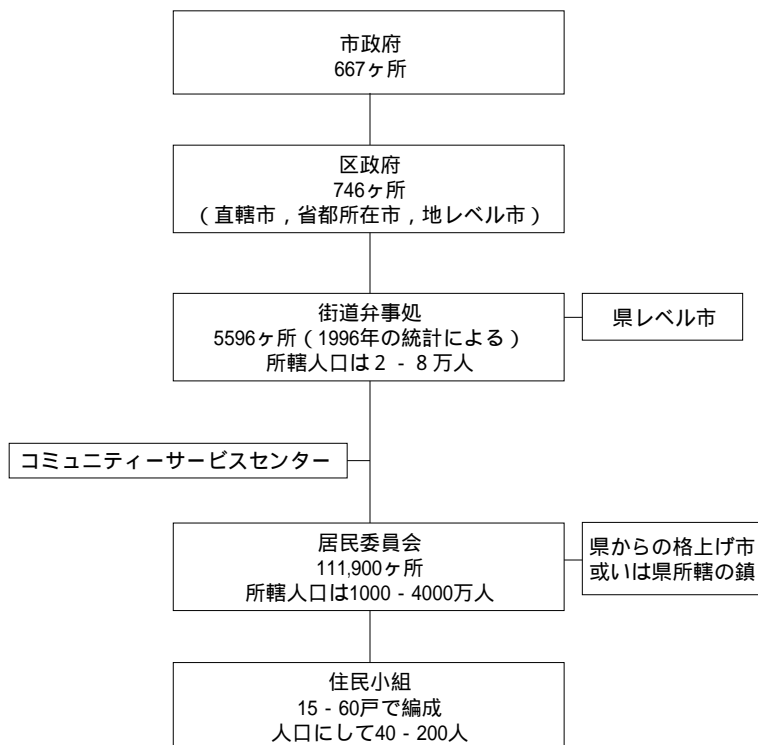 市政府
667ヶ所
区政府
746ヶ所
(直轄市,省都所在市,地レベル市)
街道弁事処
5596ヶ所(1996年の統計による)
所轄人口は2 - 8万人
県レベル市
コミュニティーサービスセンター
居民委員会
111,900ヶ所
所轄人口は1000 - 4000万人
県からの格上げ市
或いは県所轄の鎮
住民小組
15 - 60戸で編成
人口にして40 - 200人